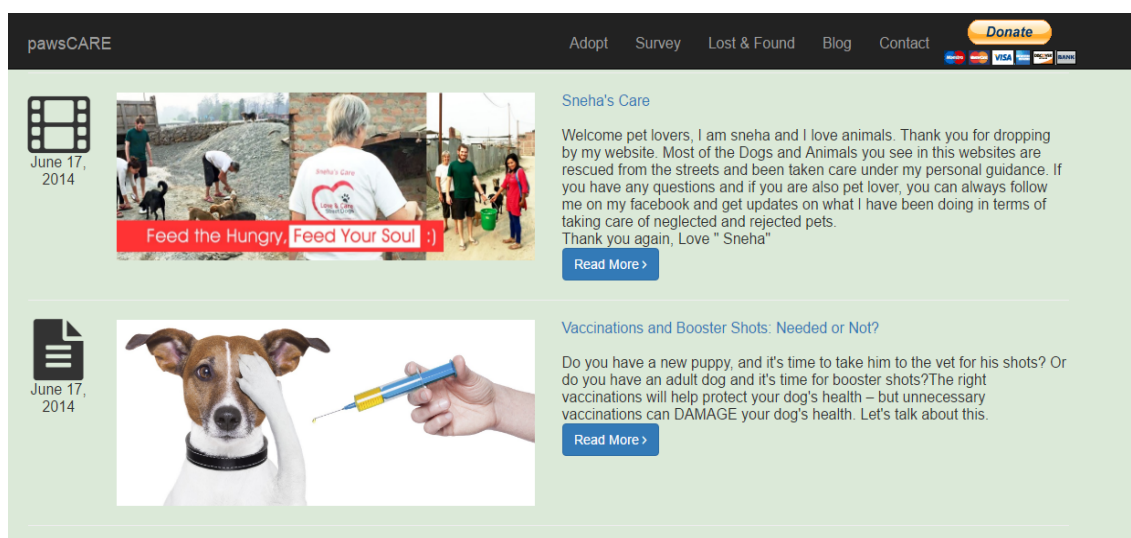 pawsCARE
Adopt
Survey
Lost & Found
Blog
Contact
Donate
VISA
BANK
June 17,
2014
Sneha's Care
Love & Care
Feed the Hungry, Feed Your Soul :)
Sneha's Care
Welcome pet lovers, I am sneha and I love animals. Thank you for dropping
by my website. Most of the Dogs and Animals you see in this websites are
rescued from the streets and been taken care under my personal guidance. If
you have any questions and if you are also pet lover, you can always follow
me on my facebook and get updates on what I have been doing in terms of
taking care of neglected and rejected pets.
Thank you again, Love " Sneha"
Read More >
June 17,
2014
Vaccinations and Booster Shots: Needed or Not?
Do you have a new puppy, and it's time to take him to the vet for his shots? Or
do you have an adult dog and it's time for booster shots?The right
vaccinations will help protect your dog's health – but unnecessary
vaccinations can DAMAGE your dog's health. Let's talk about this.
Read More >